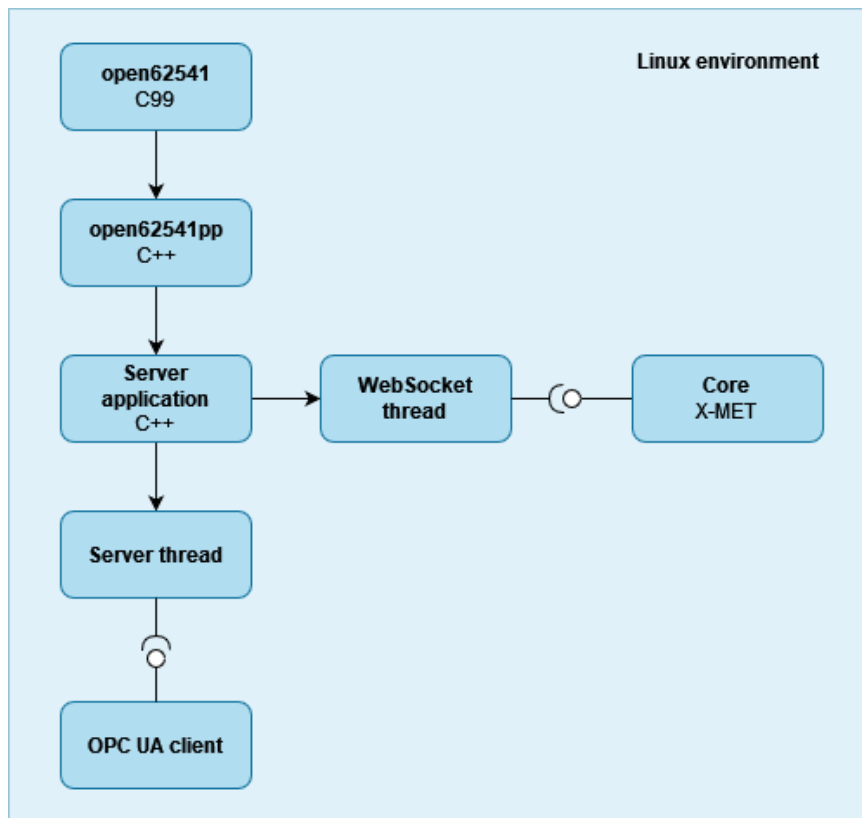 Linux environment
open62541
C99
open62541pp
C++
Server
application
C++
WebSocket
thread
Core
X-MET
Server thread
OPC UA client